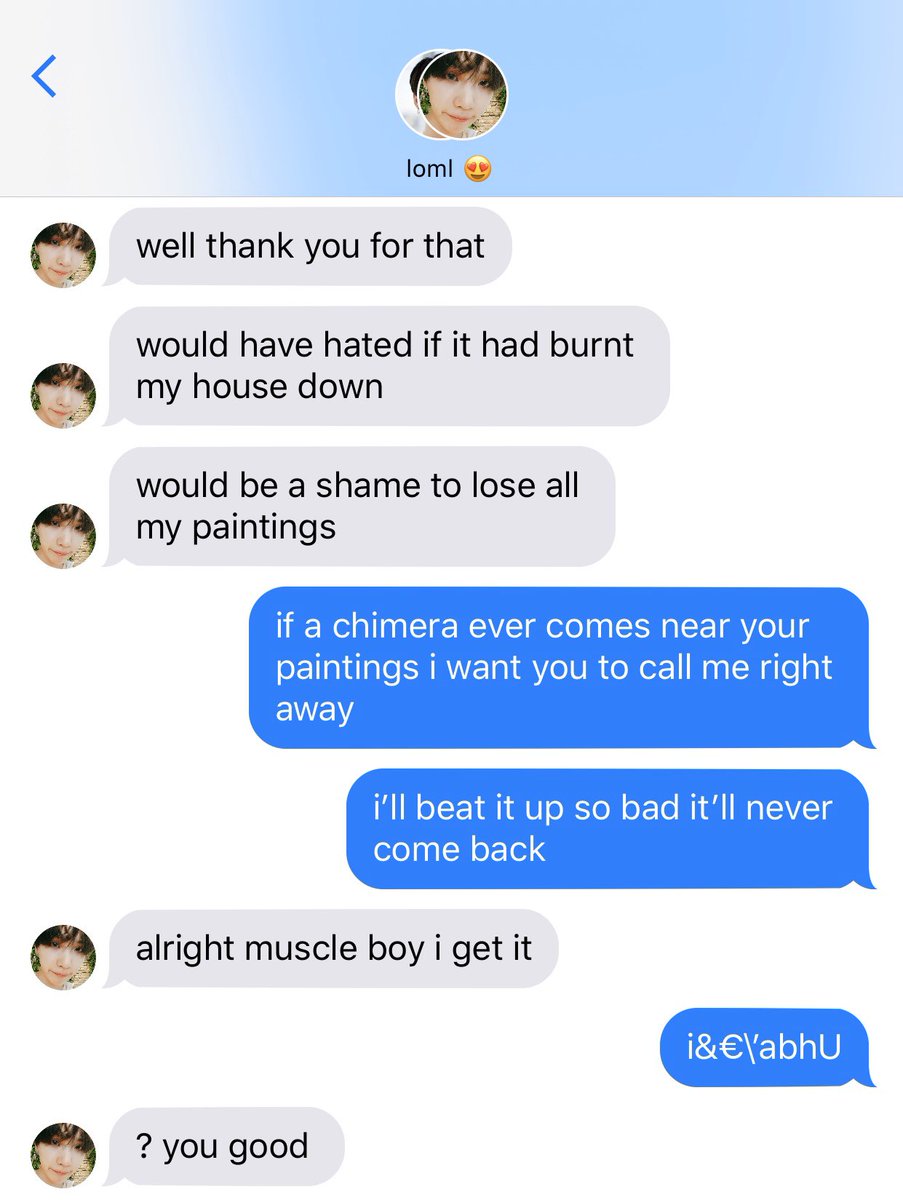 loml 😍
well thank you for that
would have hated if it had burnt
my house down
would be a shame to lose all
my paintings
if a chimera ever comes near your
paintings i want you to call me right
away
i’ll beat it up so bad it’ll never
come back
alright muscle boy i get it
i&€\’abhU
? you good